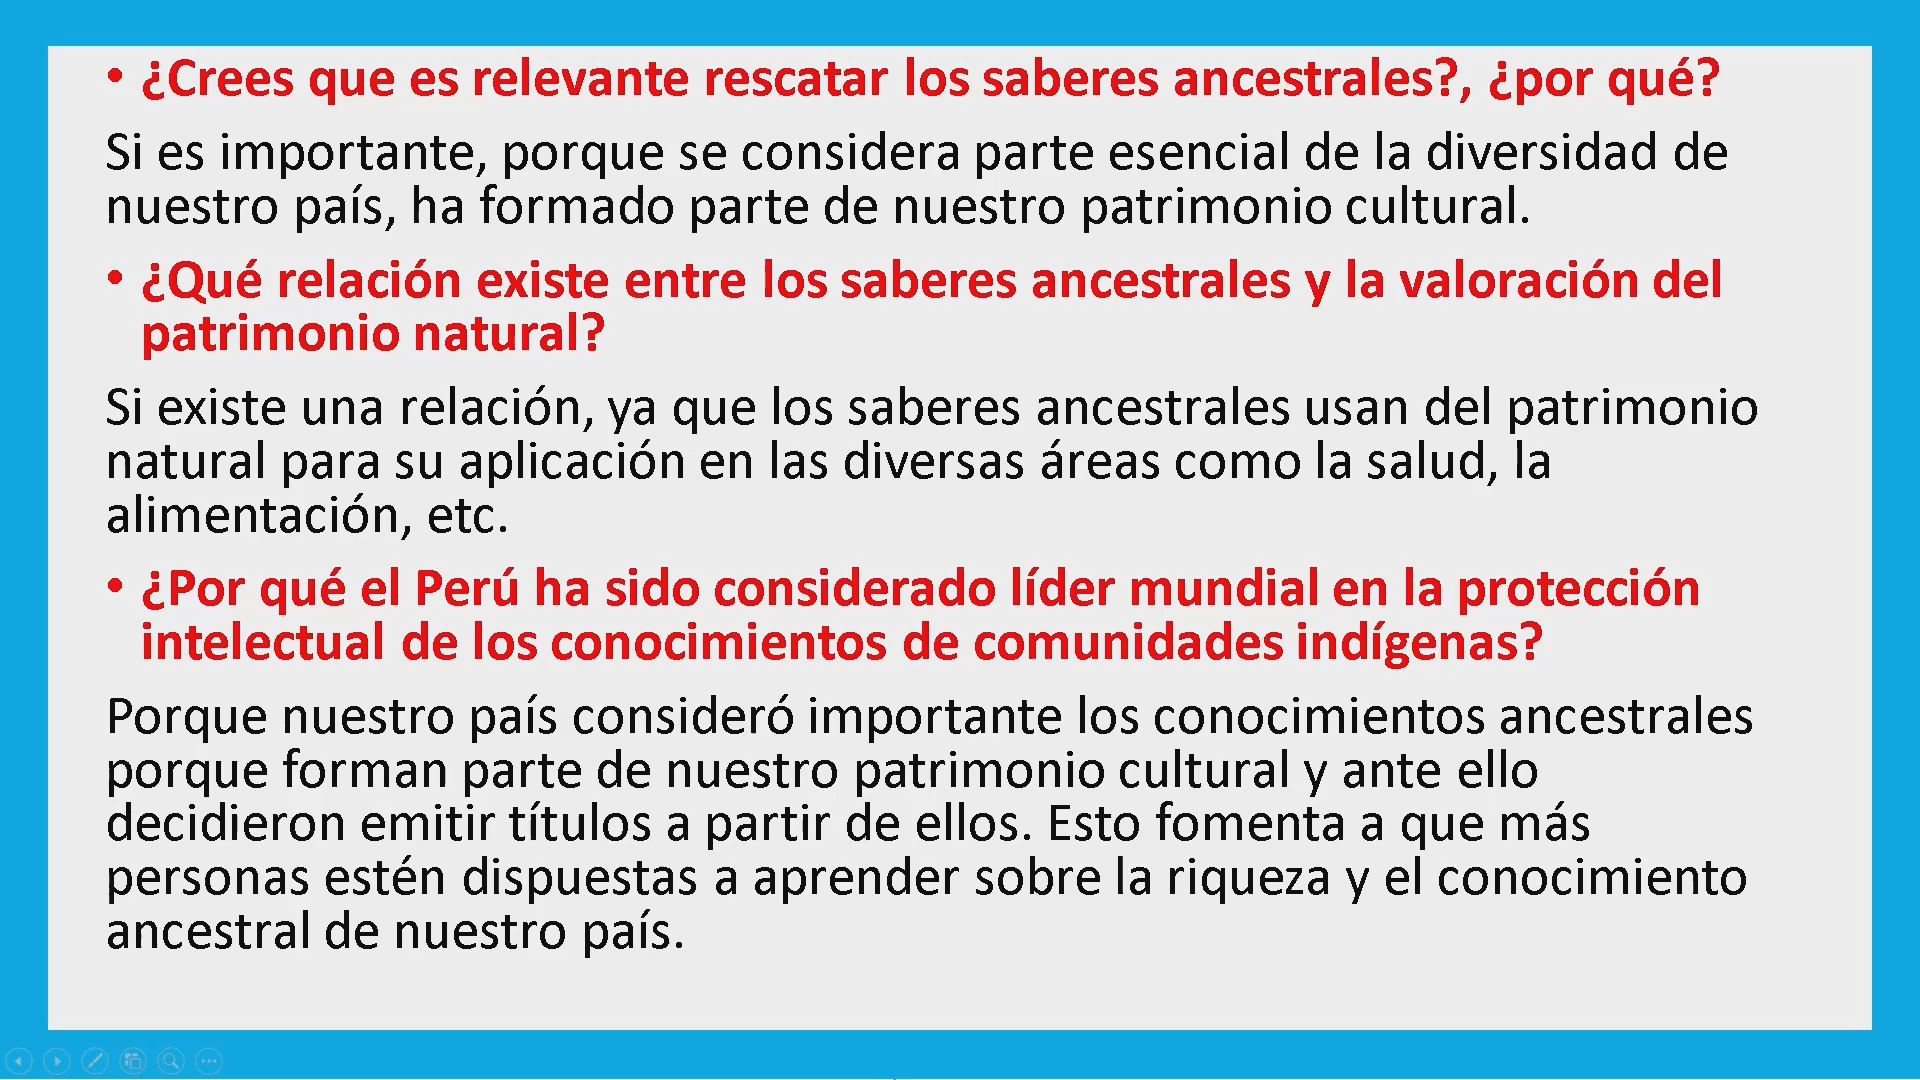 • ¿Crees que es relevante rescatar los saberes ancestrales?, ¿por qué?
Si es importante, porque se considera parte esencial de la diversidad de
nuestro país, ha formado parte de nuestro patrimonio cultural.
• ¿Qué relación existe entre los saberes ancestrales y la valoración del
patrimonio natural?
Si existe una relación, ya que los saberes ancestrales usan del patrimonio
natural para su aplicación en las diversas áreas como la salud, la
alimentación, etc.
• ¿Por qué el Perú ha sido considerado líder mundial en la protección
intelectual de los conocimientos de comunidades indígenas?
Porque nuestro país consideró importante los conocimientos ancestrales
porque forman parte de nuestro patrimonio cultural y ante ello
decidieron emitir títulos a partir de ellos. Esto fomenta a que más
personas estén dispuestas a aprender sobre la riqueza y el conocimiento
ancestral de nuestro país.